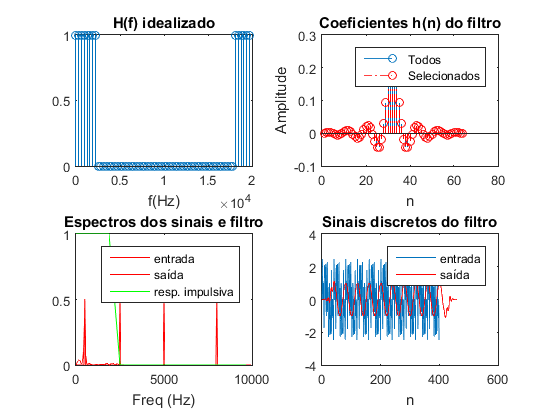 H(f) idealizado
1
0.5
0
0 0.5 1 1.5 2
f(Hz) ×10⁴
Coeficientes h(n) do filtro
0.3
0.2
0.1
0
-0.1
Amplitude
Todos
Selecionados
0 20 40 60 80
n
Espectros dos sinais e filtro
1
0.5
0
entrada
saída
resp. impulsiva
0 5000 10000
Freq (Hz)
Sinais discretos do filtro
4
2
0
-2
-4
entrada
saída
0 200 400 600
n